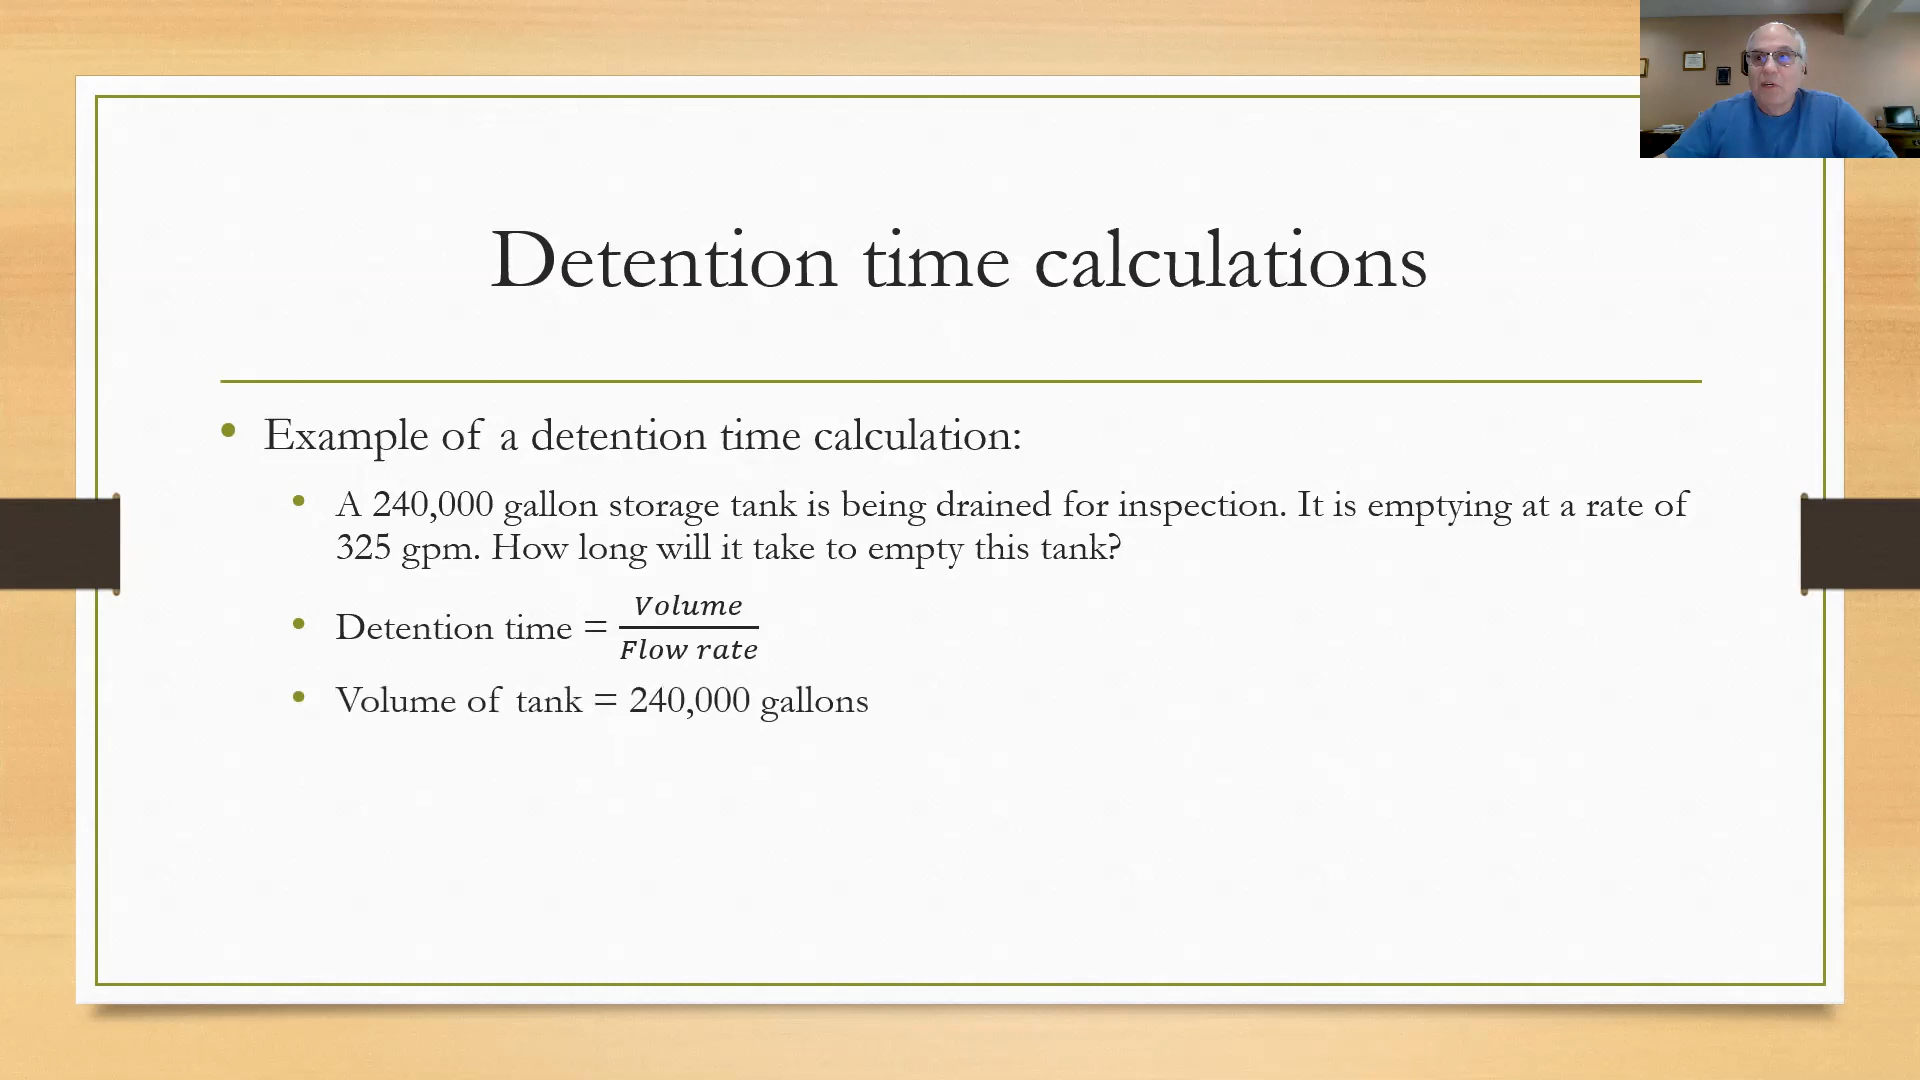 Detention time calculations
• Example of a detention time calculation:
• A 240,000 gallon storage tank is being drained for inspection. It is emptying at a rate of
325 gpm. How long will it take to empty this tank?
• Detention time = Volume / Flow rate
• Volume of tank = 240,000 gallons